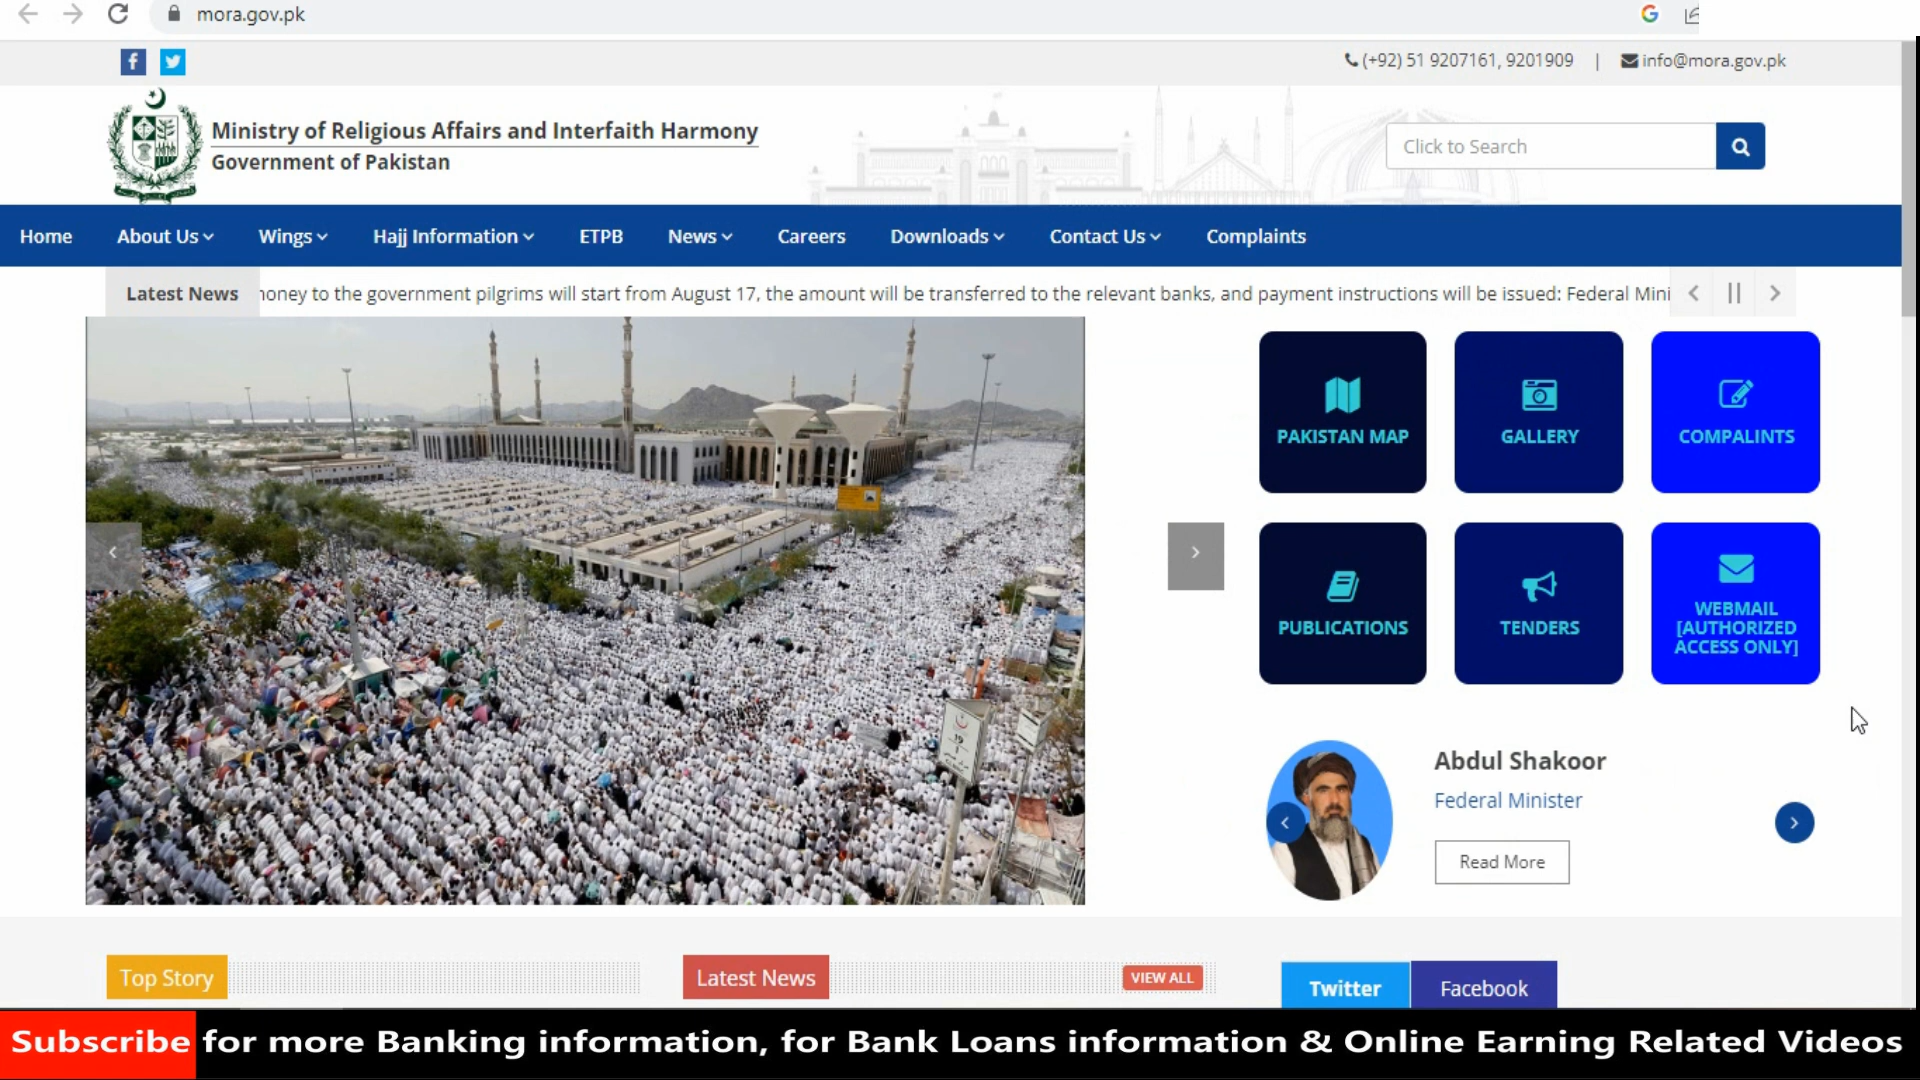 mora.gov.pk
(+92) 51 9207161, 9201909 | info@mora.gov.pk
Ministry of Religious Affairs and Interfaith Harmony
Government of Pakistan
Click to Search
Home About Us Wings Hajj Information ETPB News Careers Downloads Contact Us Complaints
Latest News
to the government pilgrims will start from August 17, the amount will be transferred to the relevant banks, and payment instructions will be issued: Federal Mini
PAKISTAN MAP
GALLERY
COMPALINTS
PUBLICATIONS
TENDERS
WEBMAIL
[AUTHORIZED
ACCESS ONLY]
Abdul Shakoor
Federal Minister
Read More
Top Story
Latest News
VIEW ALL
Twitter
Facebook
Subscribe for more Banking information, for Bank Loans information & Online Earning Related Videos